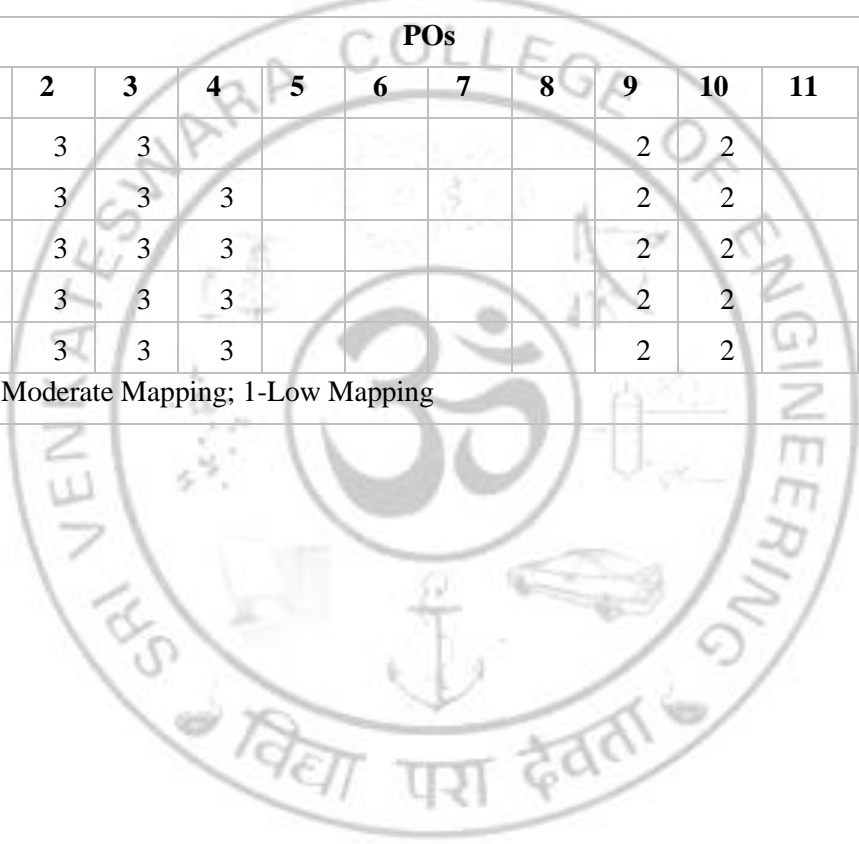 POs
2 3 4 5 6 7 8 9 10 11
3 3 2 2
3 3 3 2 2
3 3 3 2 2
3 3 3 2 2
3 3 3 2 2
Moderate Mapping; 1-Low Mapping
SRI VENKATESWARA COLLEGE OF ENGINEERING
विद्या परा दैवता